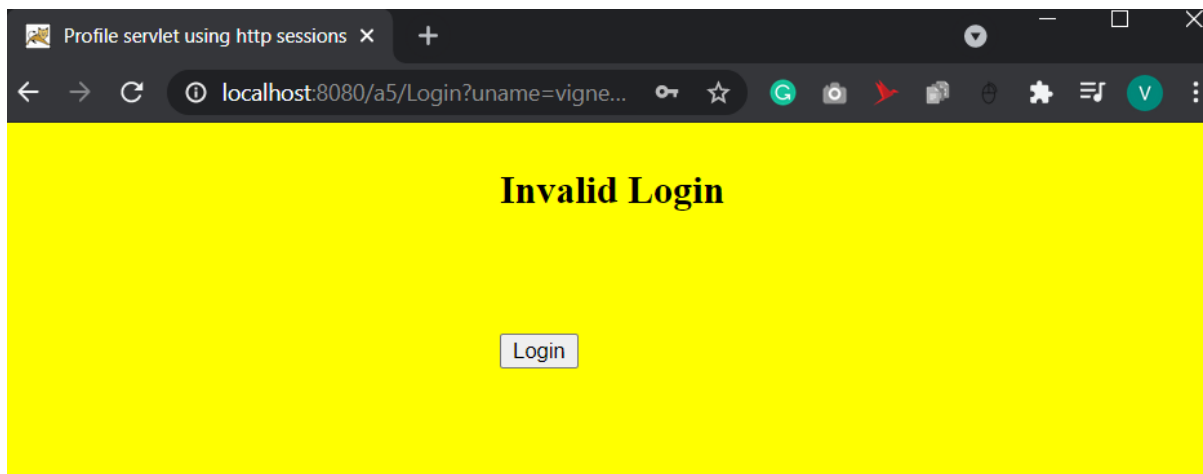 Profile servlet using http sessions
localhost:8080/a5/Login?uname=vigne...
V
Invalid Login
Login